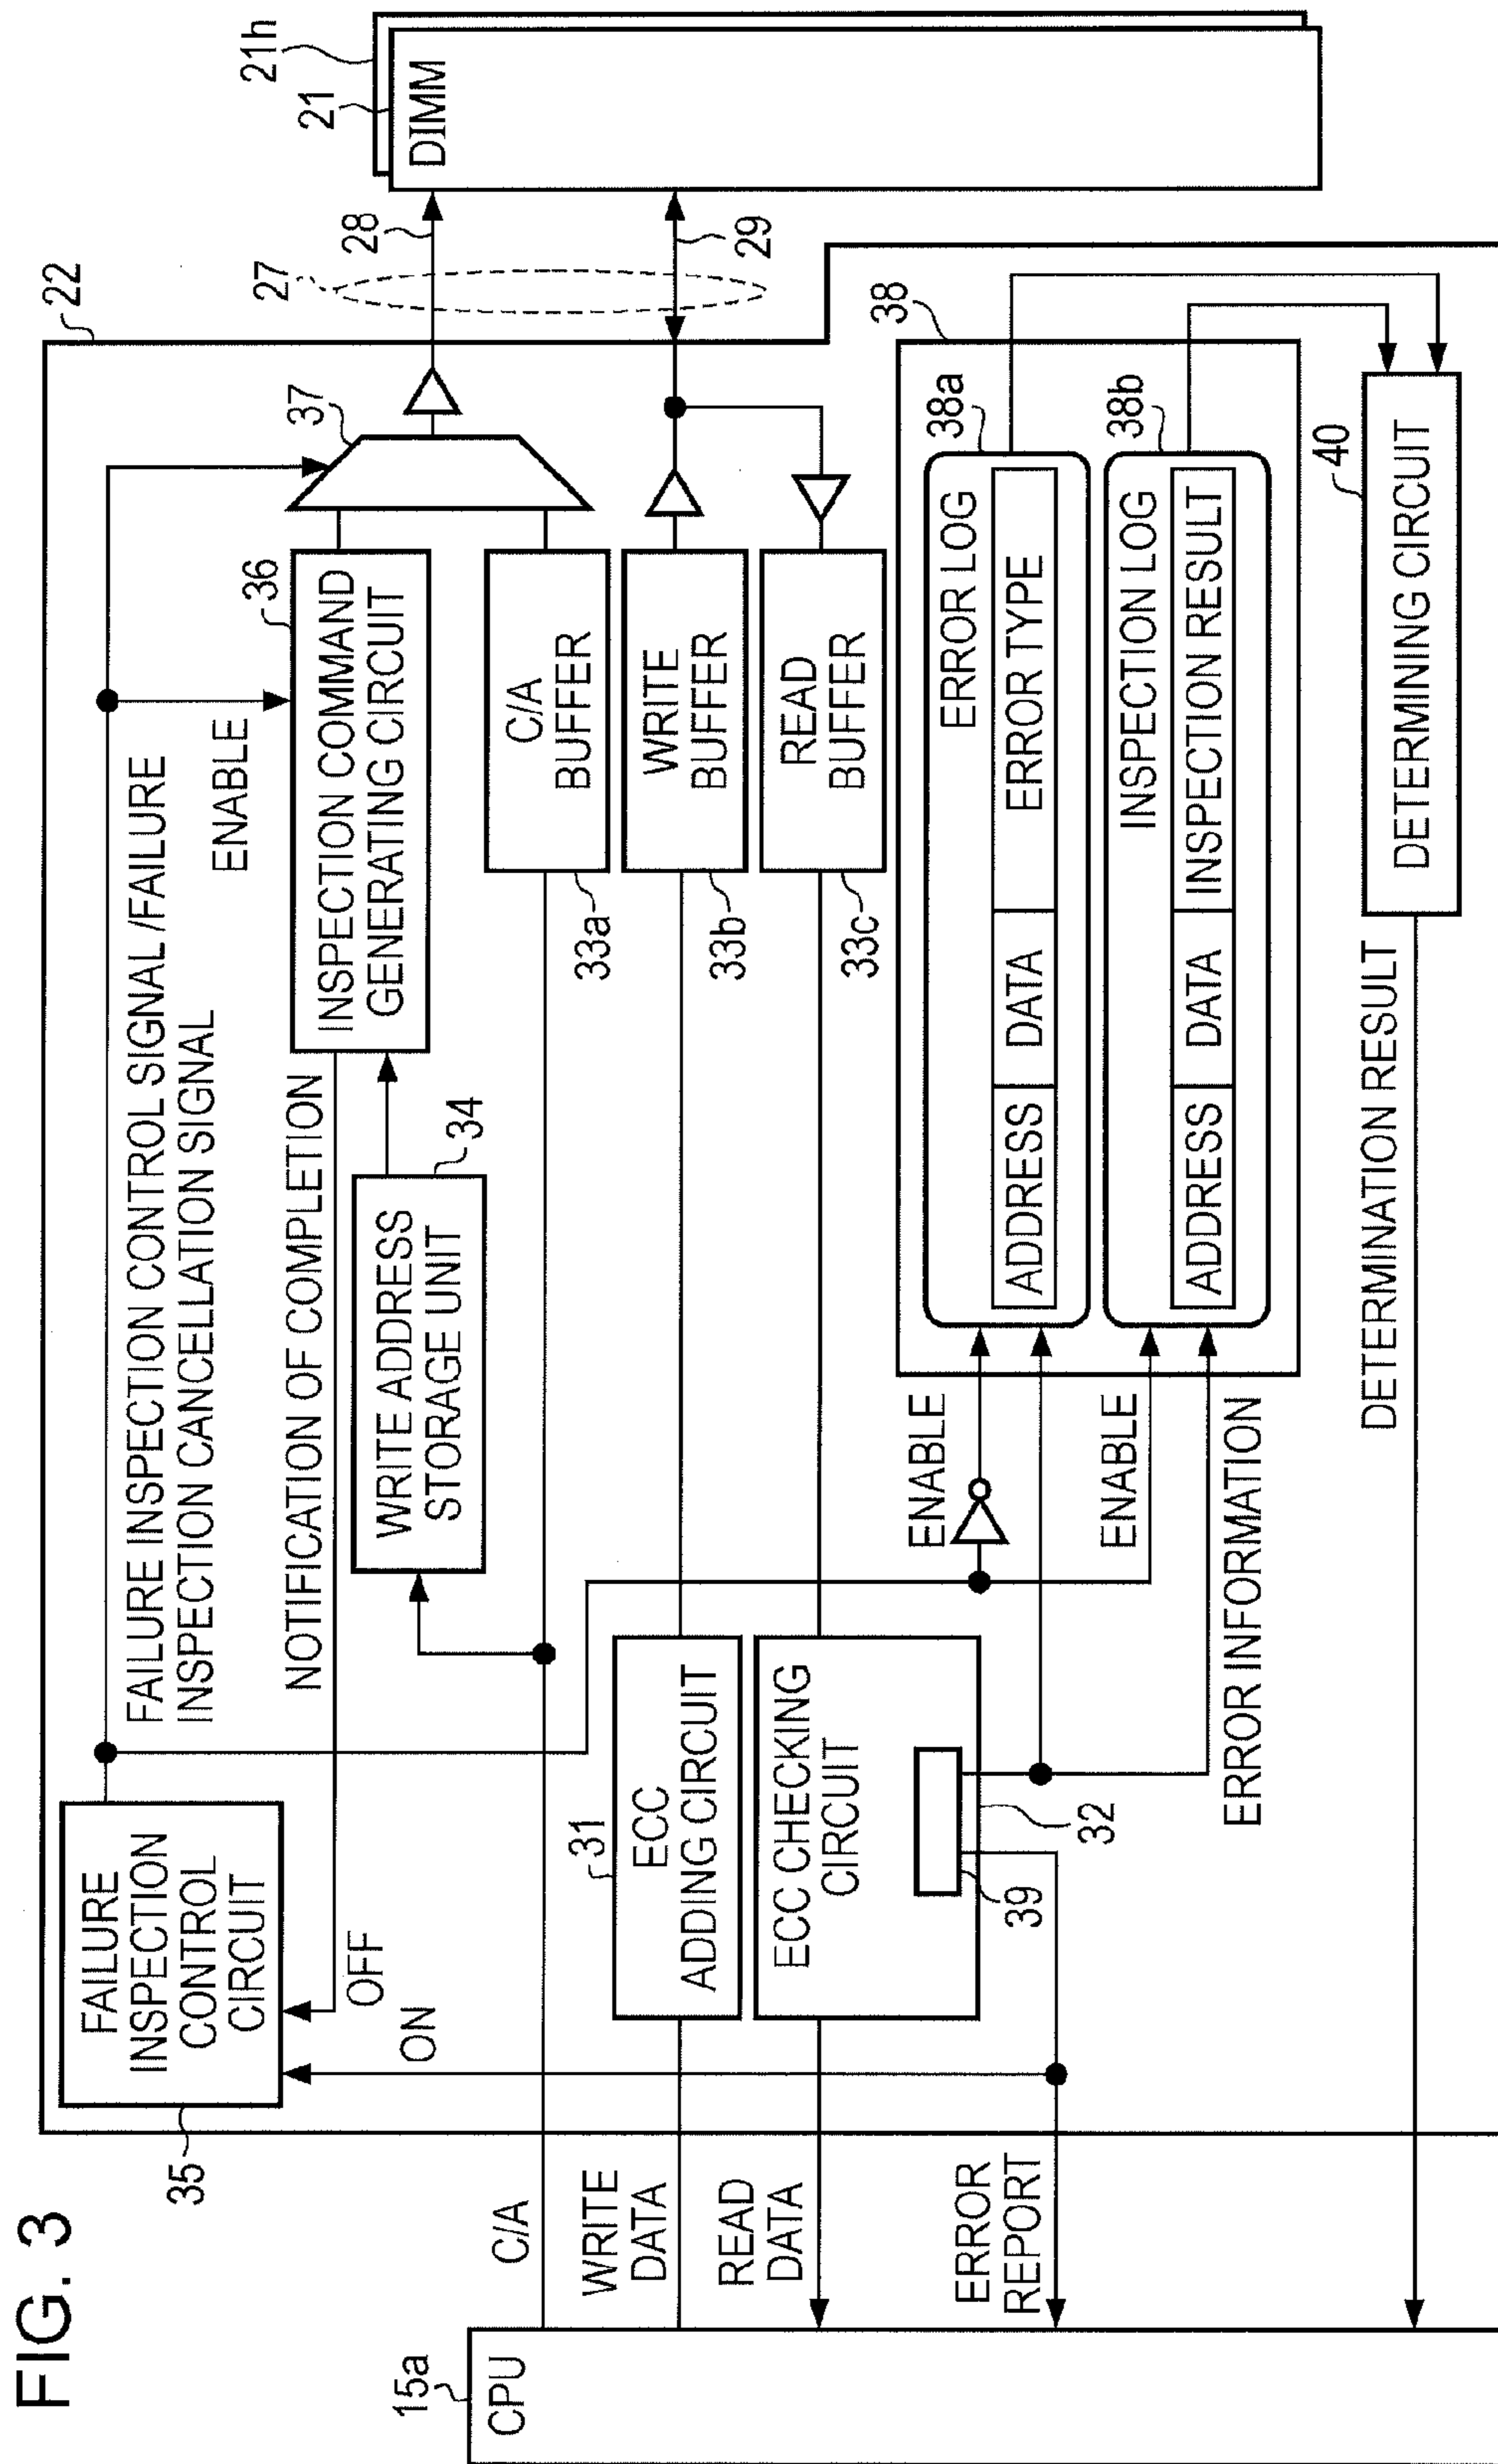 FIG. 3
22
35
FAILURE
INSPECTION
CONTROL
CIRCUIT
FAILURE INSPECTION CONTROL SIGNAL /FAILURE
INSPECTION CANCELLATION SIGNAL
ENABLE
37
36
INSPECTION COMMAND
GENERATING CIRCUIT
NOTIFICATION OF COMPLETION
OFF
ON
34
WRITE ADDRESS
STORAGE UNIT
27
28
29
21
21h
DIMM
15a
CPU
C/A
C/A
BUFFER
33a
WRITE
DATA
31
ECC
ADDING CIRCUIT
WRITE
BUFFER
33b
READ
DATA
ECC CHECKING
CIRCUIT
READ
BUFFER
33c
39
32
ERROR
REPORT
38
ENABLE
38a
ERROR LOG
ADDRESS
DATA
ERROR TYPE
ENABLE
38b
INSPECTION LOG
ADDRESS
DATA
INSPECTION RESULT
ERROR INFORMATION
40
DETERMINING CIRCUIT
DETERMINATION RESULT